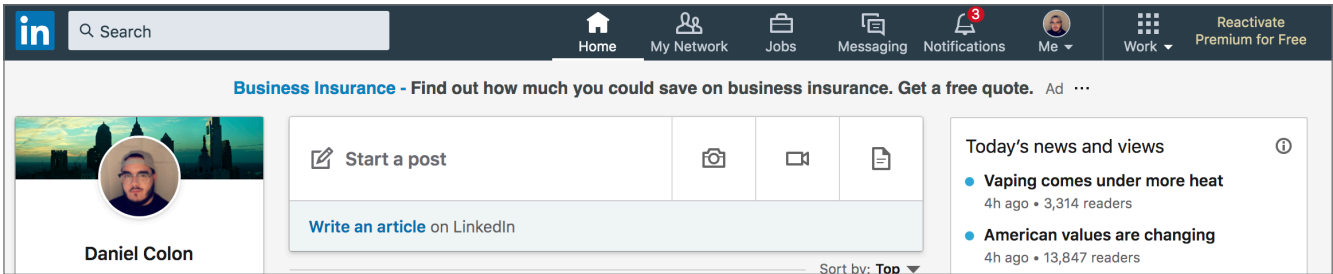 in
Search
Home
My Network
Jobs
Messaging
3
Notifications
Me
Work
Reactivate
Premium for Free
Business Insurance - Find out how much you could save on business insurance. Get a free quote. Ad ···
Start a post
Write an article on LinkedIn
Daniel Colon
Sort by: Top
Today's news and views
Vaping comes under more heat
4h ago • 3,314 readers
American values are changing
4h ago • 13,847 readers